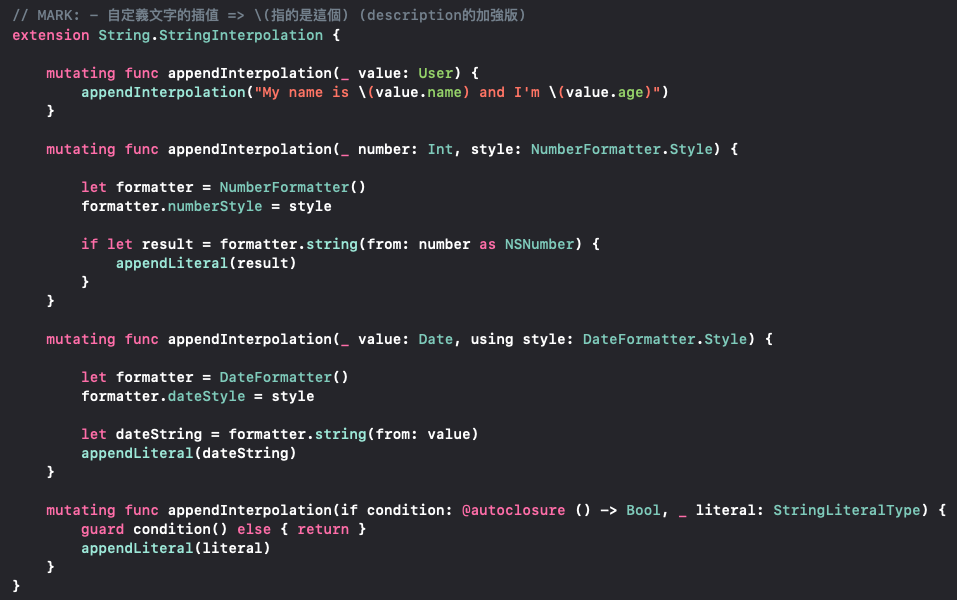 // MARK: - 自定義文字的插值 => \(指的是這個) (description的加強版)
extension String.StringInterpolation {
    mutating func appendInterpolation(_ value: User) {
        appendInterpolation("My name is \(value.name) and I'm \(value.age)")
    }
    mutating func appendInterpolation(_ number: Int, style: NumberFormatter.Style) {
        let formatter = NumberFormatter()
        formatter.numberStyle = style
        if let result = formatter.string(from: number as NSNumber) {
            appendLiteral(result)
        }
    }
    mutating func appendInterpolation(_ value: Date, using style: DateFormatter.Style) {
        let formatter = DateFormatter()
        formatter.dateStyle = style
        let dateString = formatter.string(from: value)
        appendLiteral(dateString)
    }
    mutating func appendInterpolation(if condition: @autoclosure () -> Bool, _ literal: StringLiteralType) {
        guard condition() else { return }
        appendLiteral(literal)
    }
}